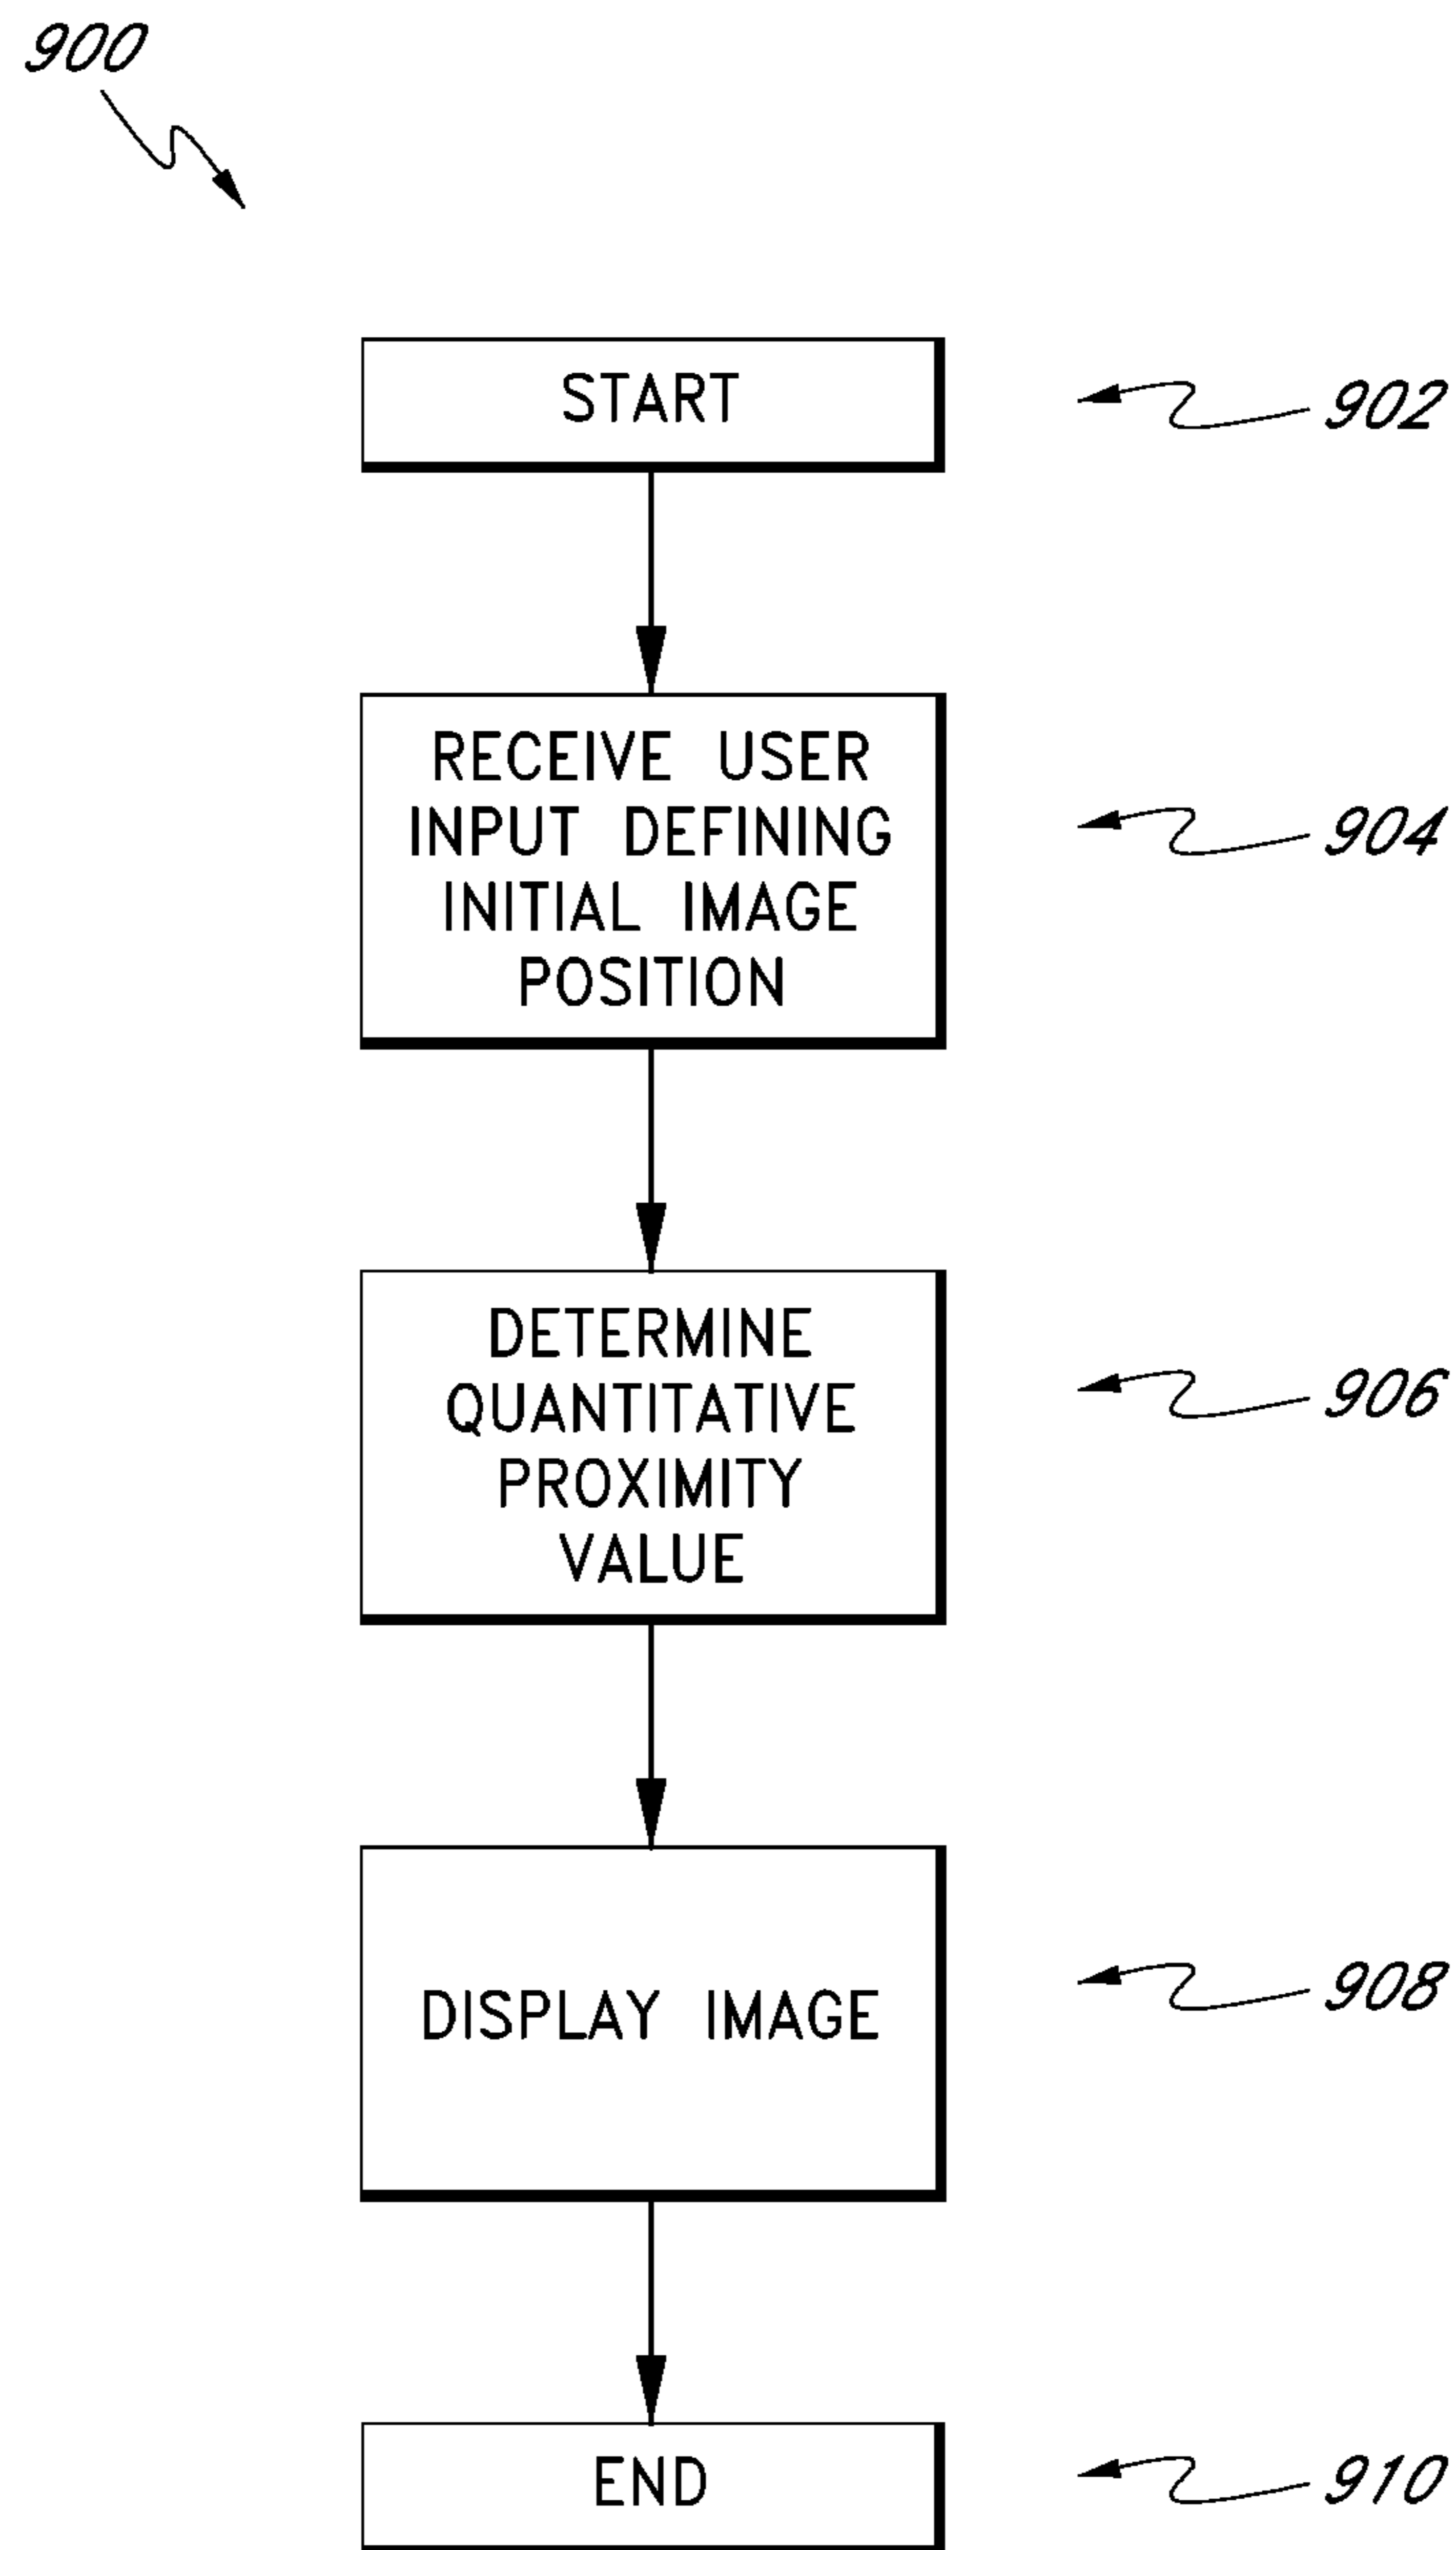 900
START
902
RECEIVE USER
INPUT DEFINING
INITIAL IMAGE
POSITION
904
DETERMINE
QUANTITATIVE
PROXIMITY
VALUE
906
DISPLAY IMAGE
908
END
910